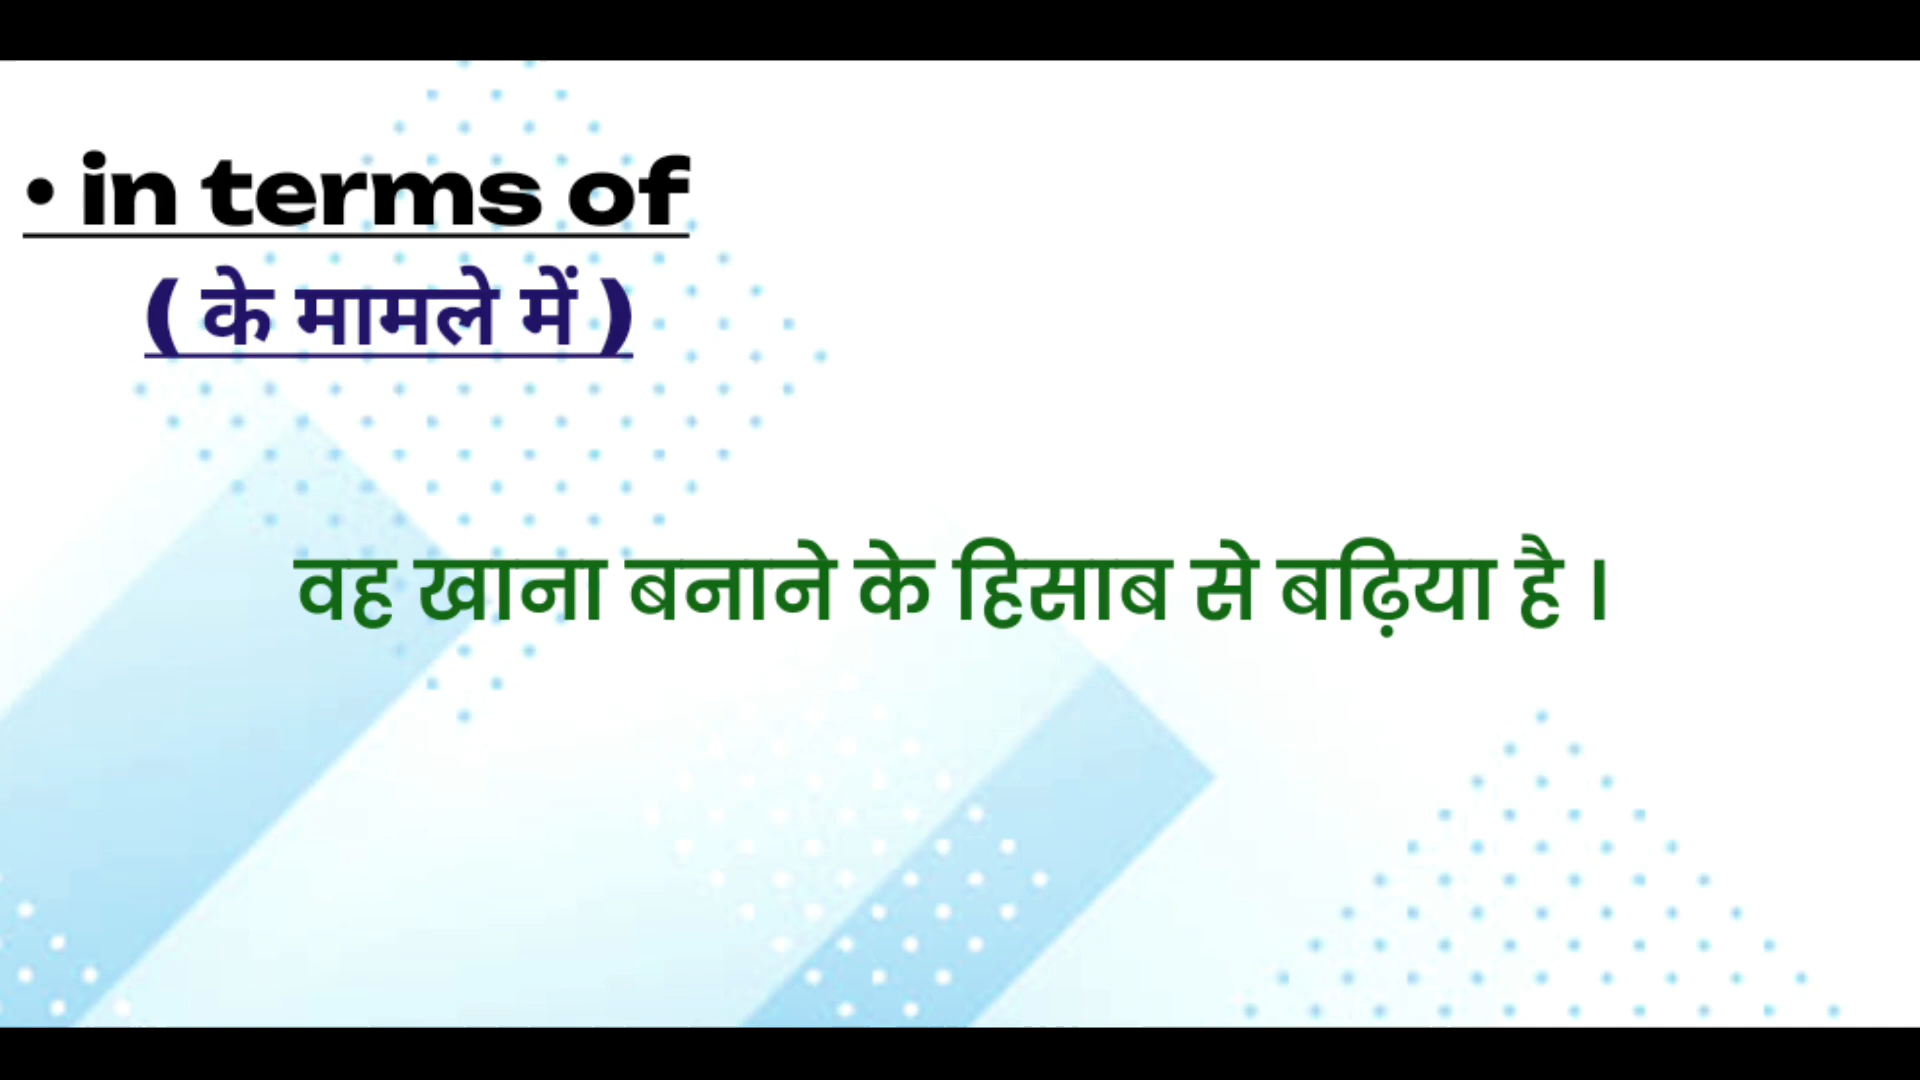 • in terms of
( के मामले में )
वह खाना बनाने के हिसाब से बढ़िया है ।